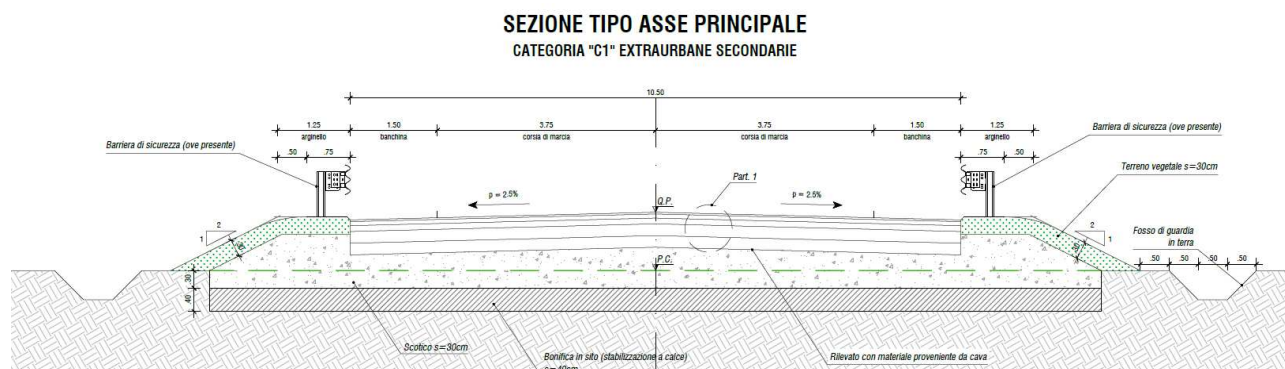 SEZIONE TIPO ASSE PRINCIPALE
CATEGORIA "C1" EXTRAURBANE SECONDARIE
10.50
1.25 1.50 3.75 3.75 1.50 1.25
arginello banchina corsia di marcia corsia di marcia banchina arginello
Barriera di sicurezza (ove presente)
.50 .75
.75 .50
Barriera di sicurezza (ove presente)
Terreno vegetale s=30cm
Part. 1
p = 2.5%
p = 2.5%
Q.P.
2
1
2
1
.30
.30
Fosso di guardia
in terra
.50 .50 .50 .50
P.C.
.30
.40
Scotico s=30cm
Bonifica in sito (stabilizzazione a calce)
s=40cm
Rilevato con materiale proveniente da cava